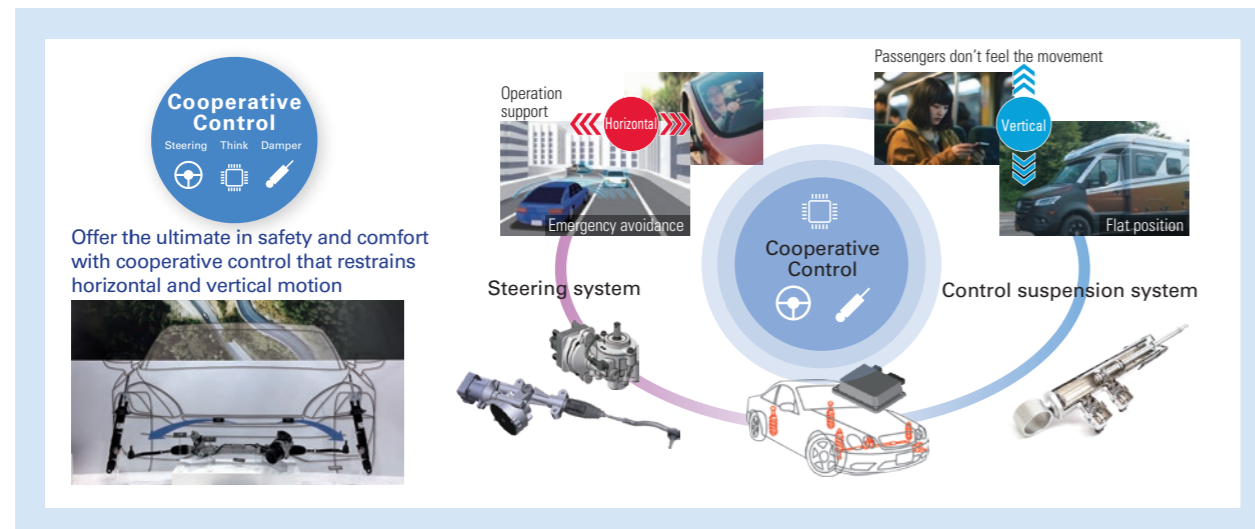 Cooperative
Control
Steering Think Damper
Offer the ultimate in safety and comfort
with cooperative control that restrains
horizontal and vertical motion
Operation
support
Horizontal
Emergency avoidance
Passengers don’t feel the movement
Vertical
Flat position
Cooperative
Control
Steering system
Control suspension system